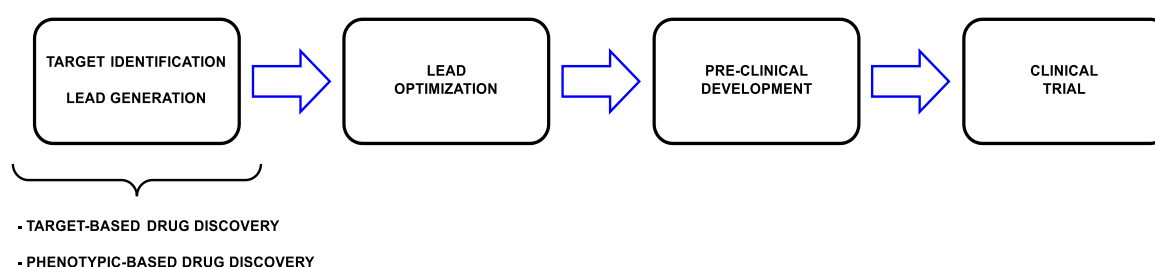 TARGET IDENTIFICATION
LEAD GENERATION
LEAD
OPTIMIZATION
PRE-CLINICAL
DEVELOPMENT
CLINICAL
TRIAL
- TARGET-BASED DRUG DISCOVERY
- PHENOTYPIC-BASED DRUG DISCOVERY